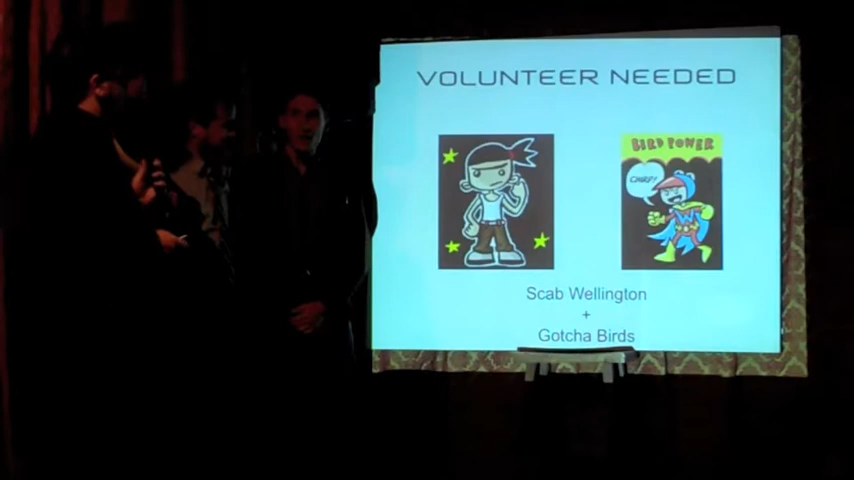 VOLUNTEER NEEDED
BIRD POWER
CHIRP!
Scab Wellington
+
Gotcha Birds